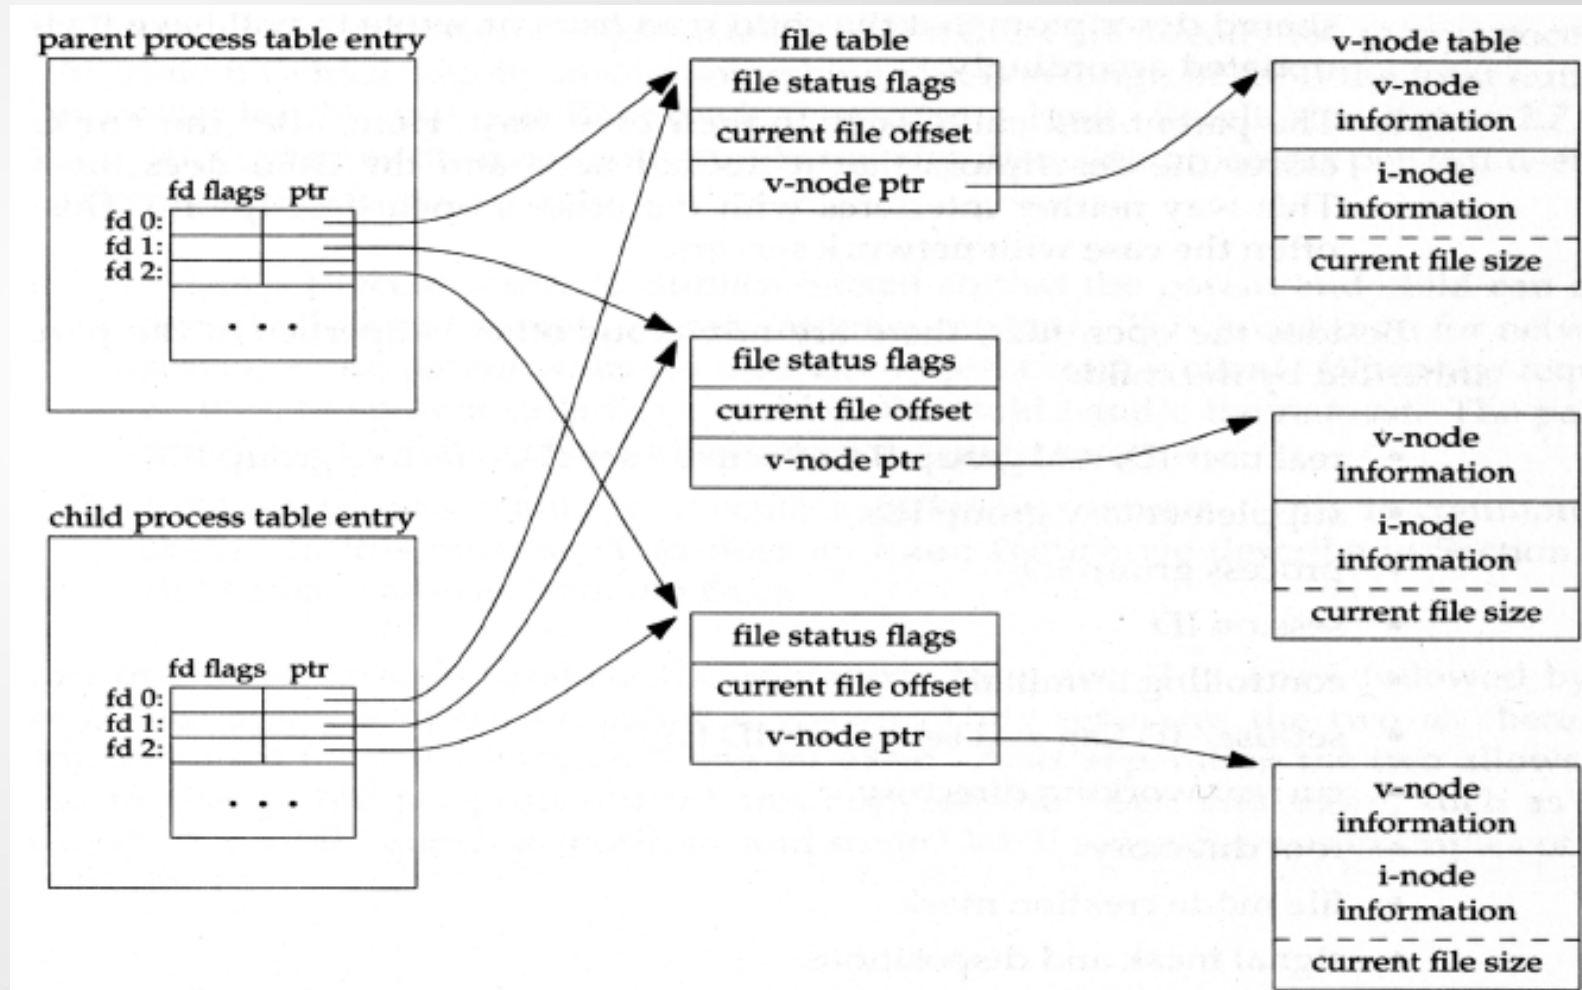 parent process table entry
fd flags ptr
fd 0:
fd 1:
fd 2:
. . .
child process table entry
fd flags ptr
fd 0:
fd 1:
fd 2:
. . .
file table
file status flags
current file offset
v-node ptr
file status flags
current file offset
v-node ptr
file status flags
current file offset
v-node ptr
v-node table
v-node
information
i-node
information
current file size
v-node
information
i-node
information
current file size
v-node
information
i-node
information
current file size